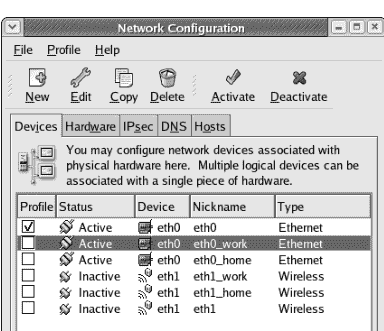 Network Configuration
File Profile Help
New Edit Copy Delete Activate Deactivate
Devices Hardware IPsec DNS Hosts
You may configure network devices associated with
physical hardware here. Multiple logical devices can be
associated with a single piece of hardware.
Profile Status Device Nickname Type
Active eth0 eth0 Ethernet
Active eth0 eth0_work Ethernet
Active eth0 eth0_home Ethernet
Inactive eth1 eth1_work Wireless
Inactive eth1 eth1_home Wireless
Inactive eth1 eth1 Wireless